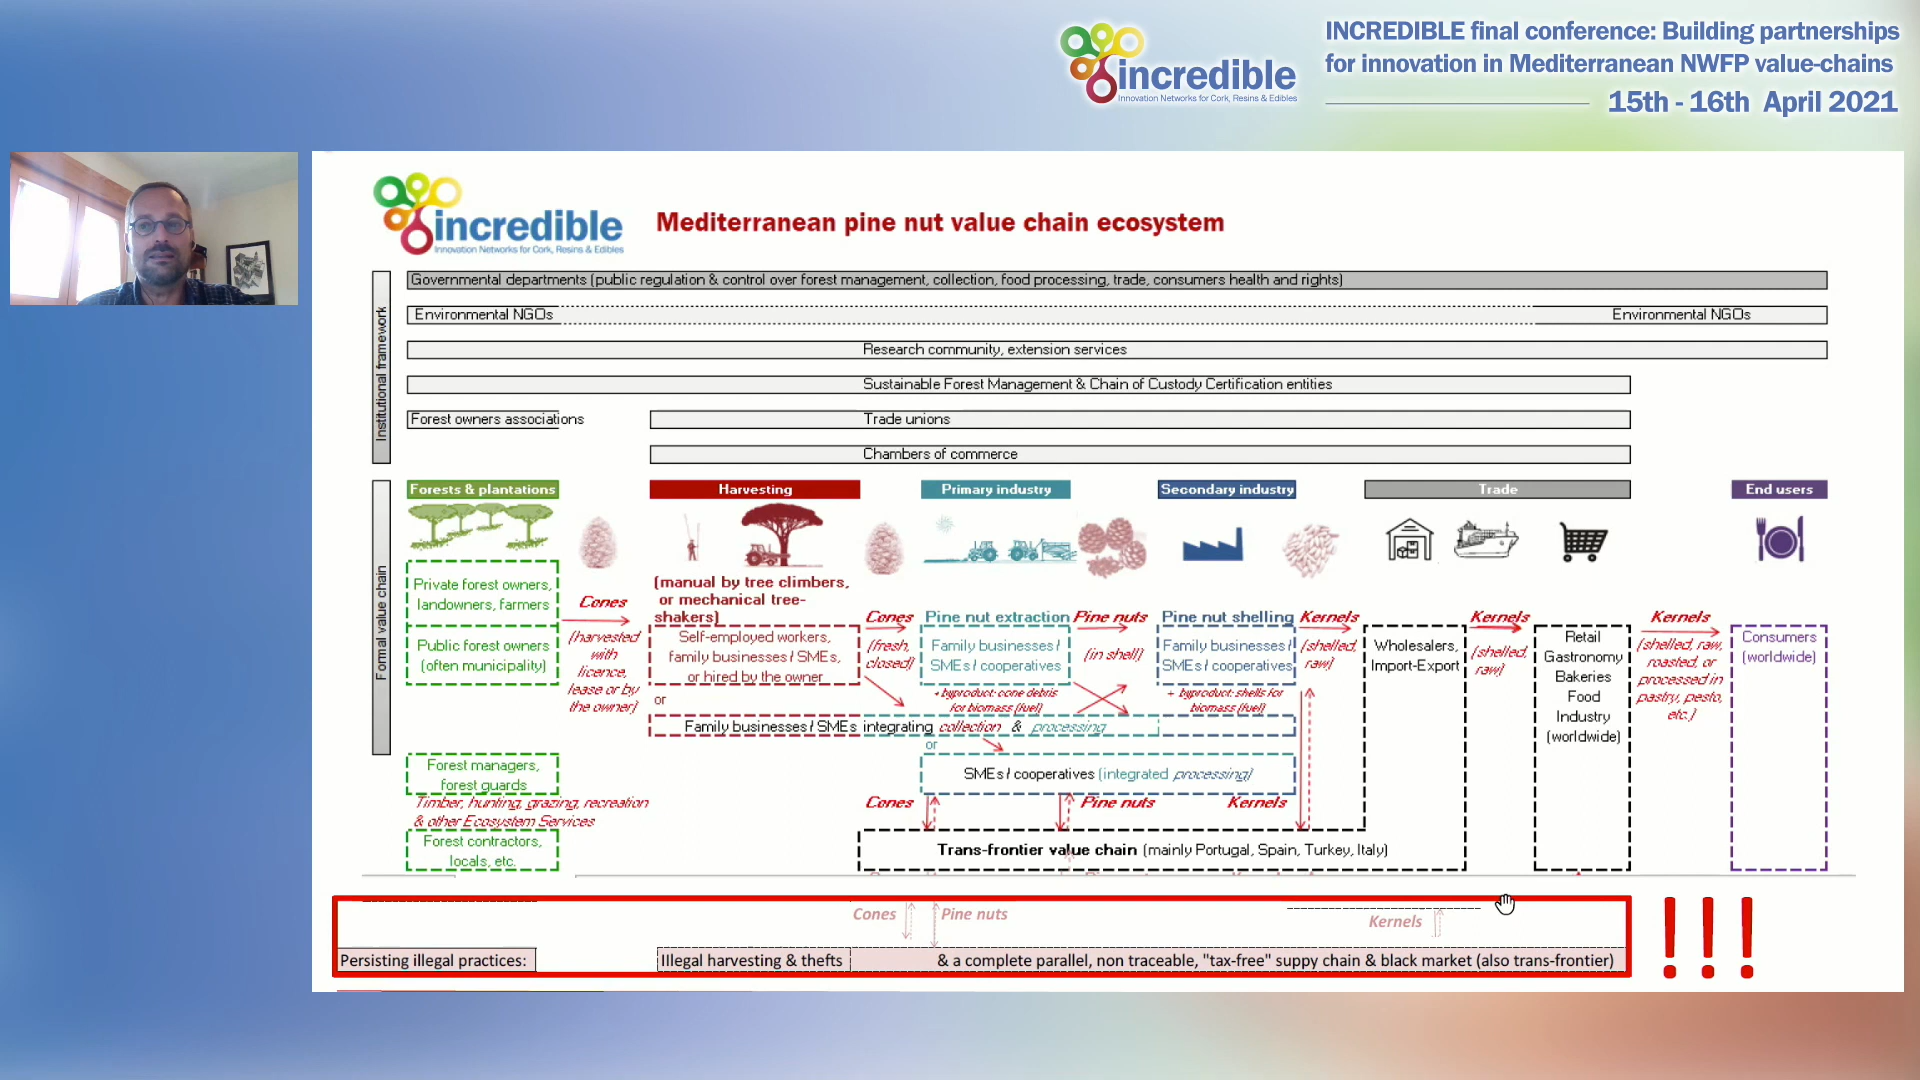 incredible
Innovation Networks for Cork, Resins & Edibles
INCREDIBLE final conference: Building partnerships
for innovation in Mediterranean NWFP value-chains
15th - 16th April 2021
incredible
Innovation Networks for Cork, Resins & Edibles
Mediterranean pine nut value chain ecosystem
Institutional framework
Governmental departments (public regulation & control over forest management, collection, food processing, trade, consumers health and rights)
Environmental NGOs
Environmental NGOs
Research community, extension services
Sustainable Forest Management & Chain of Custody Certification entities
Forest owners associations
Trade unions
Chambers of commerce
Formal value chain
Forests & plantations
Harvesting
Primary industry
Secondary industry
Trade
End users
Private forest owners,
landowners, farmers
Public forest owners
(often municipality)
Cones
(harvested
with
licence,
lease or by
the owner)
(manual by tree climbers,
or mechanical tree-
shakers)
Self-employed workers,
family businesses/ SMEs,
or hired by the owner
or
Cones
(fresh,
closed)
Pine nut extraction
Family businesses/
SMEs/ cooperatives
+ byproduct: cone debris
for biomass (fuel)
Pine nuts
(in shell)
Pine nut shelling
Family businesses/
SMEs/ cooperatives
+ byproduct: shells for
biomass (fuel)
Kernels
(shelled,
raw)
Wholesalers,
Import-Export
Kernels
(shelled,
raw)
Retail
Gastronomy
Bakeries
Food
Industry
(worldwide)
Kernels
(shelled, raw,
roasted, or
processed in
pastry, pesto,
etc.)
Consumers
(worldwide)
Family businesses/ SMEs integrating collection & processing
or
SMEs/ cooperatives (integrated processing)
Forest managers,
forest guards
Timber, hunting, grazing, recreation
& other Ecosystem Services
Forest contractors,
locals, etc.
Cones
Pine nuts
Kernels
Trans-frontier value chain (mainly Portugal, Spain, Turkey, Italy)
Cones
Pine nuts
Kernels
Persisting illegal practices:
Illegal harvesting & thefts
& a complete parallel, non traceable, "tax-free" suppy chain & black market (also trans-frontier)
!!!